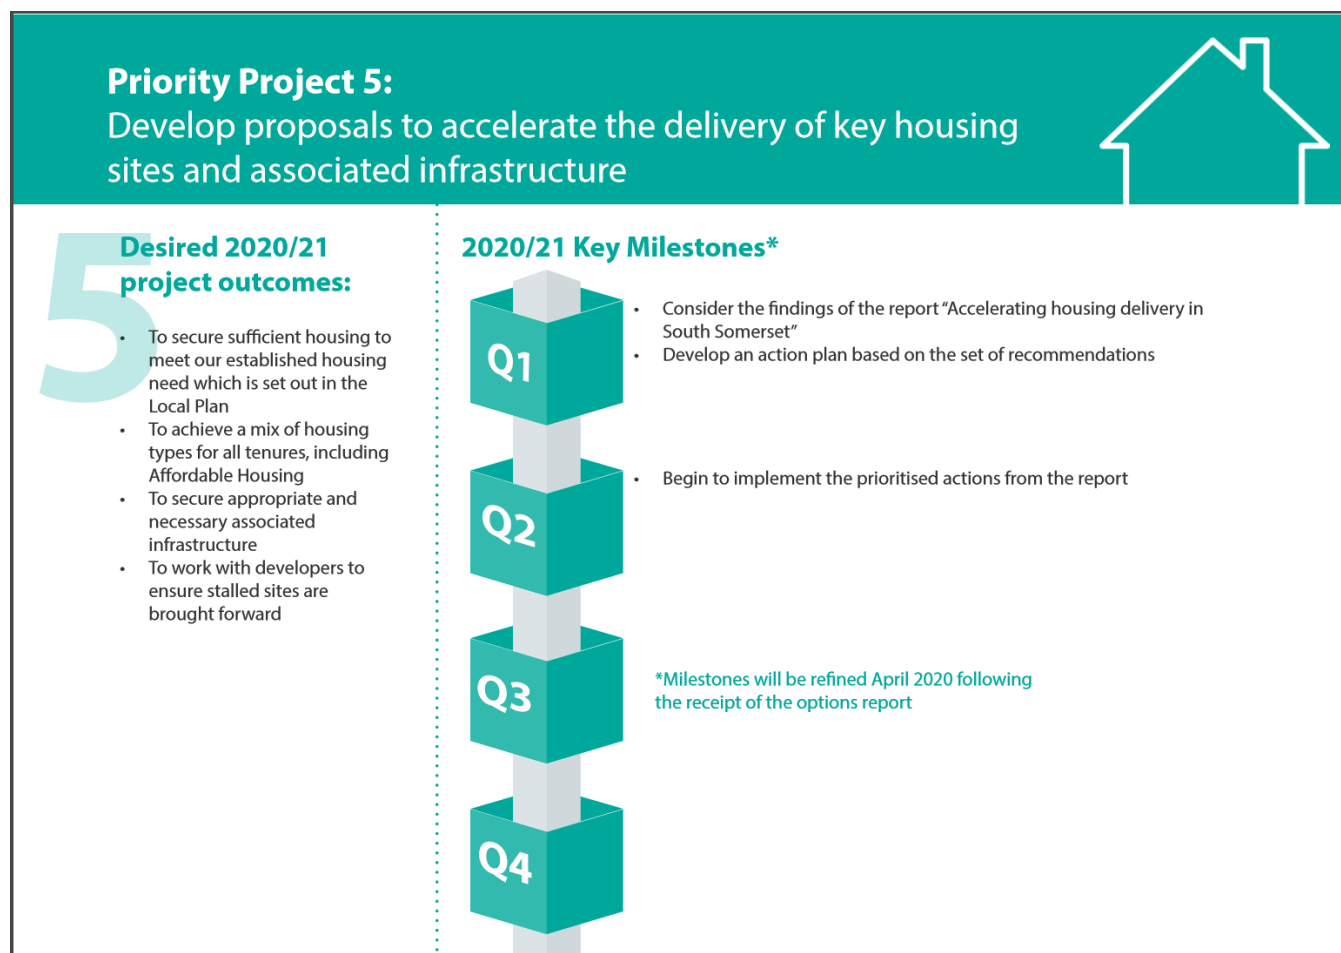 Priority Project 5:
Develop proposals to accelerate the delivery of key housing
sites and associated infrastructure
5
Desired 2020/21
project outcomes:
• To secure sufficient housing to
meet our established housing
need which is set out in the
Local Plan
• To achieve a mix of housing
types for all tenures, including
Affordable Housing
• To secure appropriate and
necessary associated
infrastructure
• To work with developers to
ensure stalled sites are
brought forward
2020/21 Key Milestones*
Q1
• Consider the findings of the report “Accelerating housing delivery in
South Somerset”
• Develop an action plan based on the set of recommendations
Q2
• Begin to implement the prioritised actions from the report
Q3
*Milestones will be refined April 2020 following
the receipt of the options report
Q4